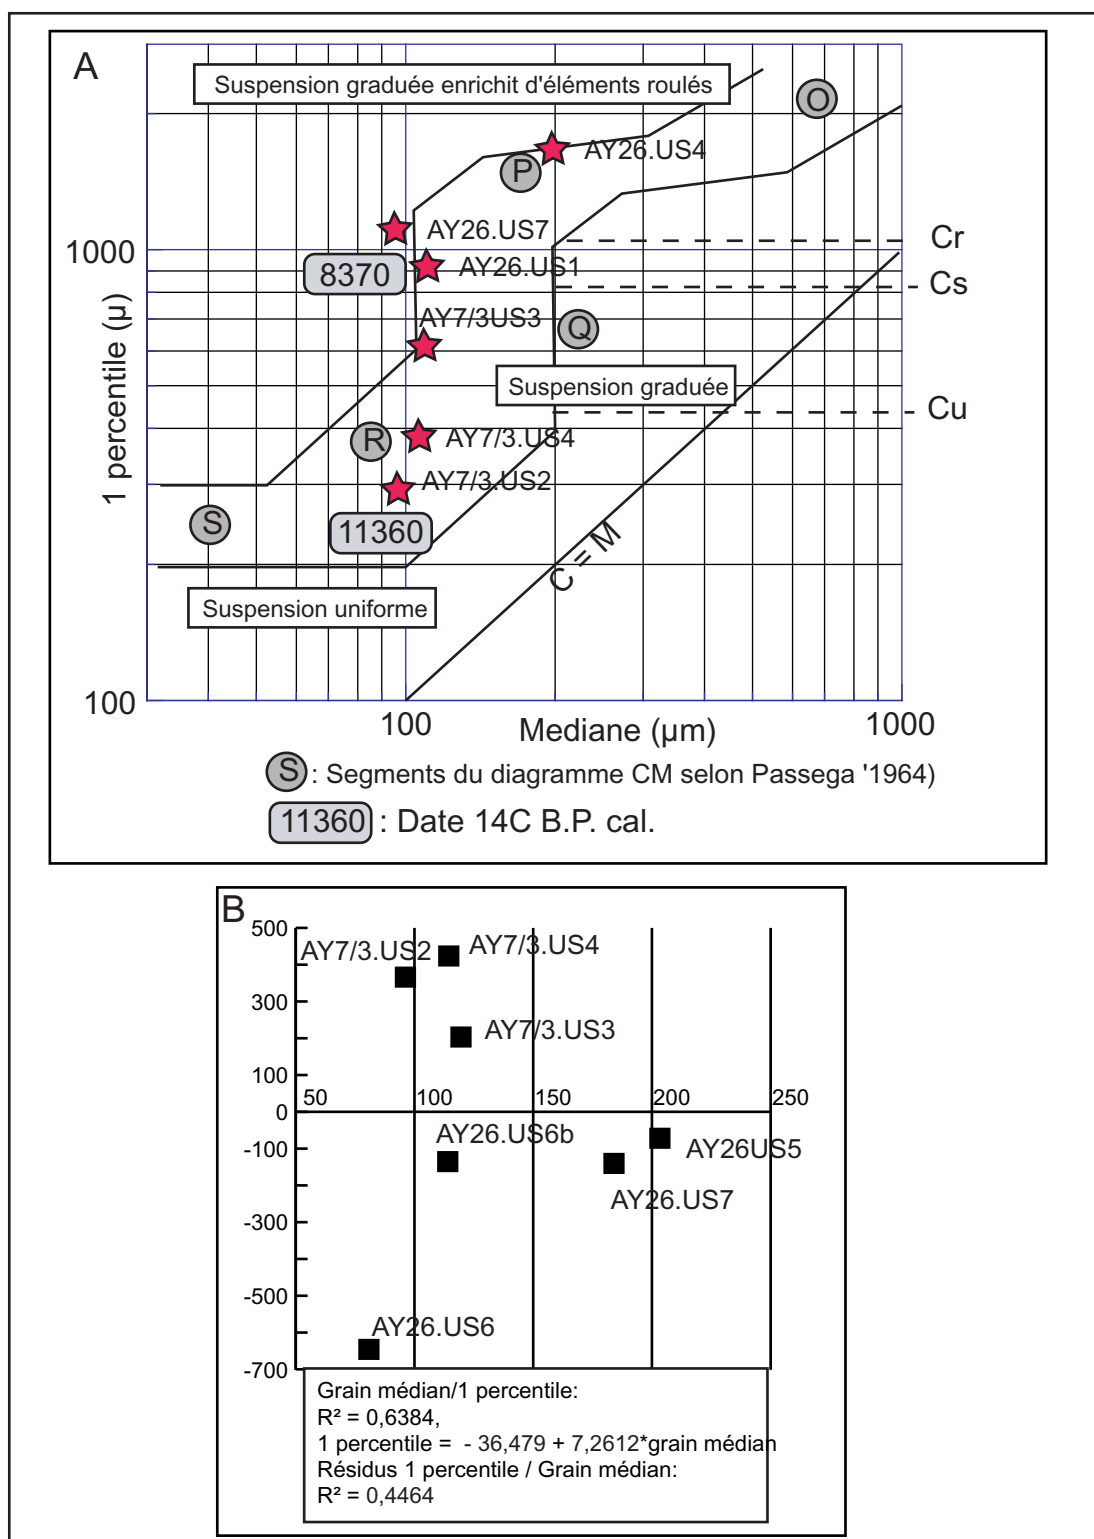 A
Suspension graduée enrichit d'éléments roulés
O
P
AY26.US4
AY26.US7
Cr
1000
8370
AY26.US1
Cs
AY7/3US3
Q
Suspension graduée
Cu
1 percentile (µ)
R
AY7/3.US4
AY7/3.US2
S
11360
C = M
Suspension uniforme
100
100
Mediane (µm)
1000
S : Segments du diagramme CM selon Passega '1964)
11360 : Date 14C B.P. cal.
B
500
AY7/3.US2
AY7/3.US4
300
AY7/3.US3
100
50
100
150
200
250
0
AY26.US6b
-100
AY26US5
AY26.US7
-300
-500
AY26.US6
-700
Grain médian/1 percentile:
R² = 0,6384,
1 percentile = - 36,479 + 7,2612*grain médian
Résidus 1 percentile / Grain médian:
R² = 0,4464